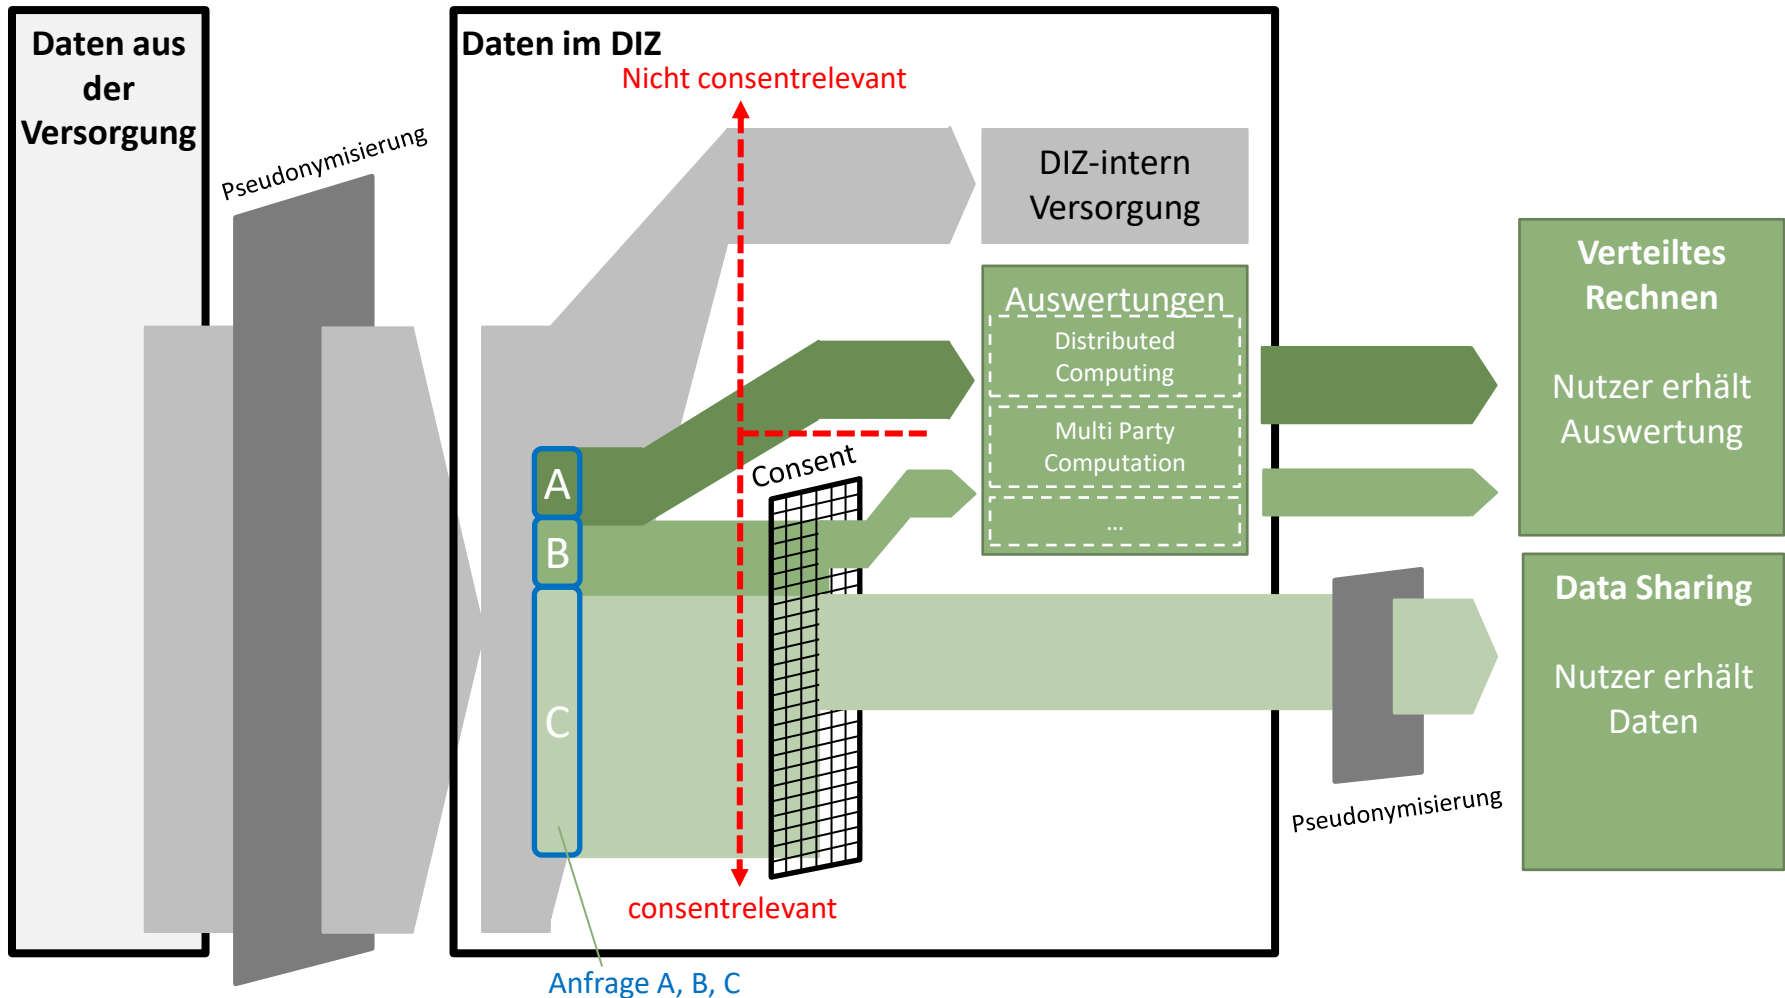 Daten aus
der
Versorgung
Pseudonymisierung
Daten im DIZ
Nicht consentrelevant
DIZ-intern
Versorgung
Auswertungen
Distributed
Computing
Multi Party
Computation
...
A
B
C
Consent
consentrelevant
Anfrage A, B, C
Verteiltes
Rechnen
Nutzer erhält
Auswertung
Data Sharing
Nutzer erhält
Daten
Pseudonymisierung